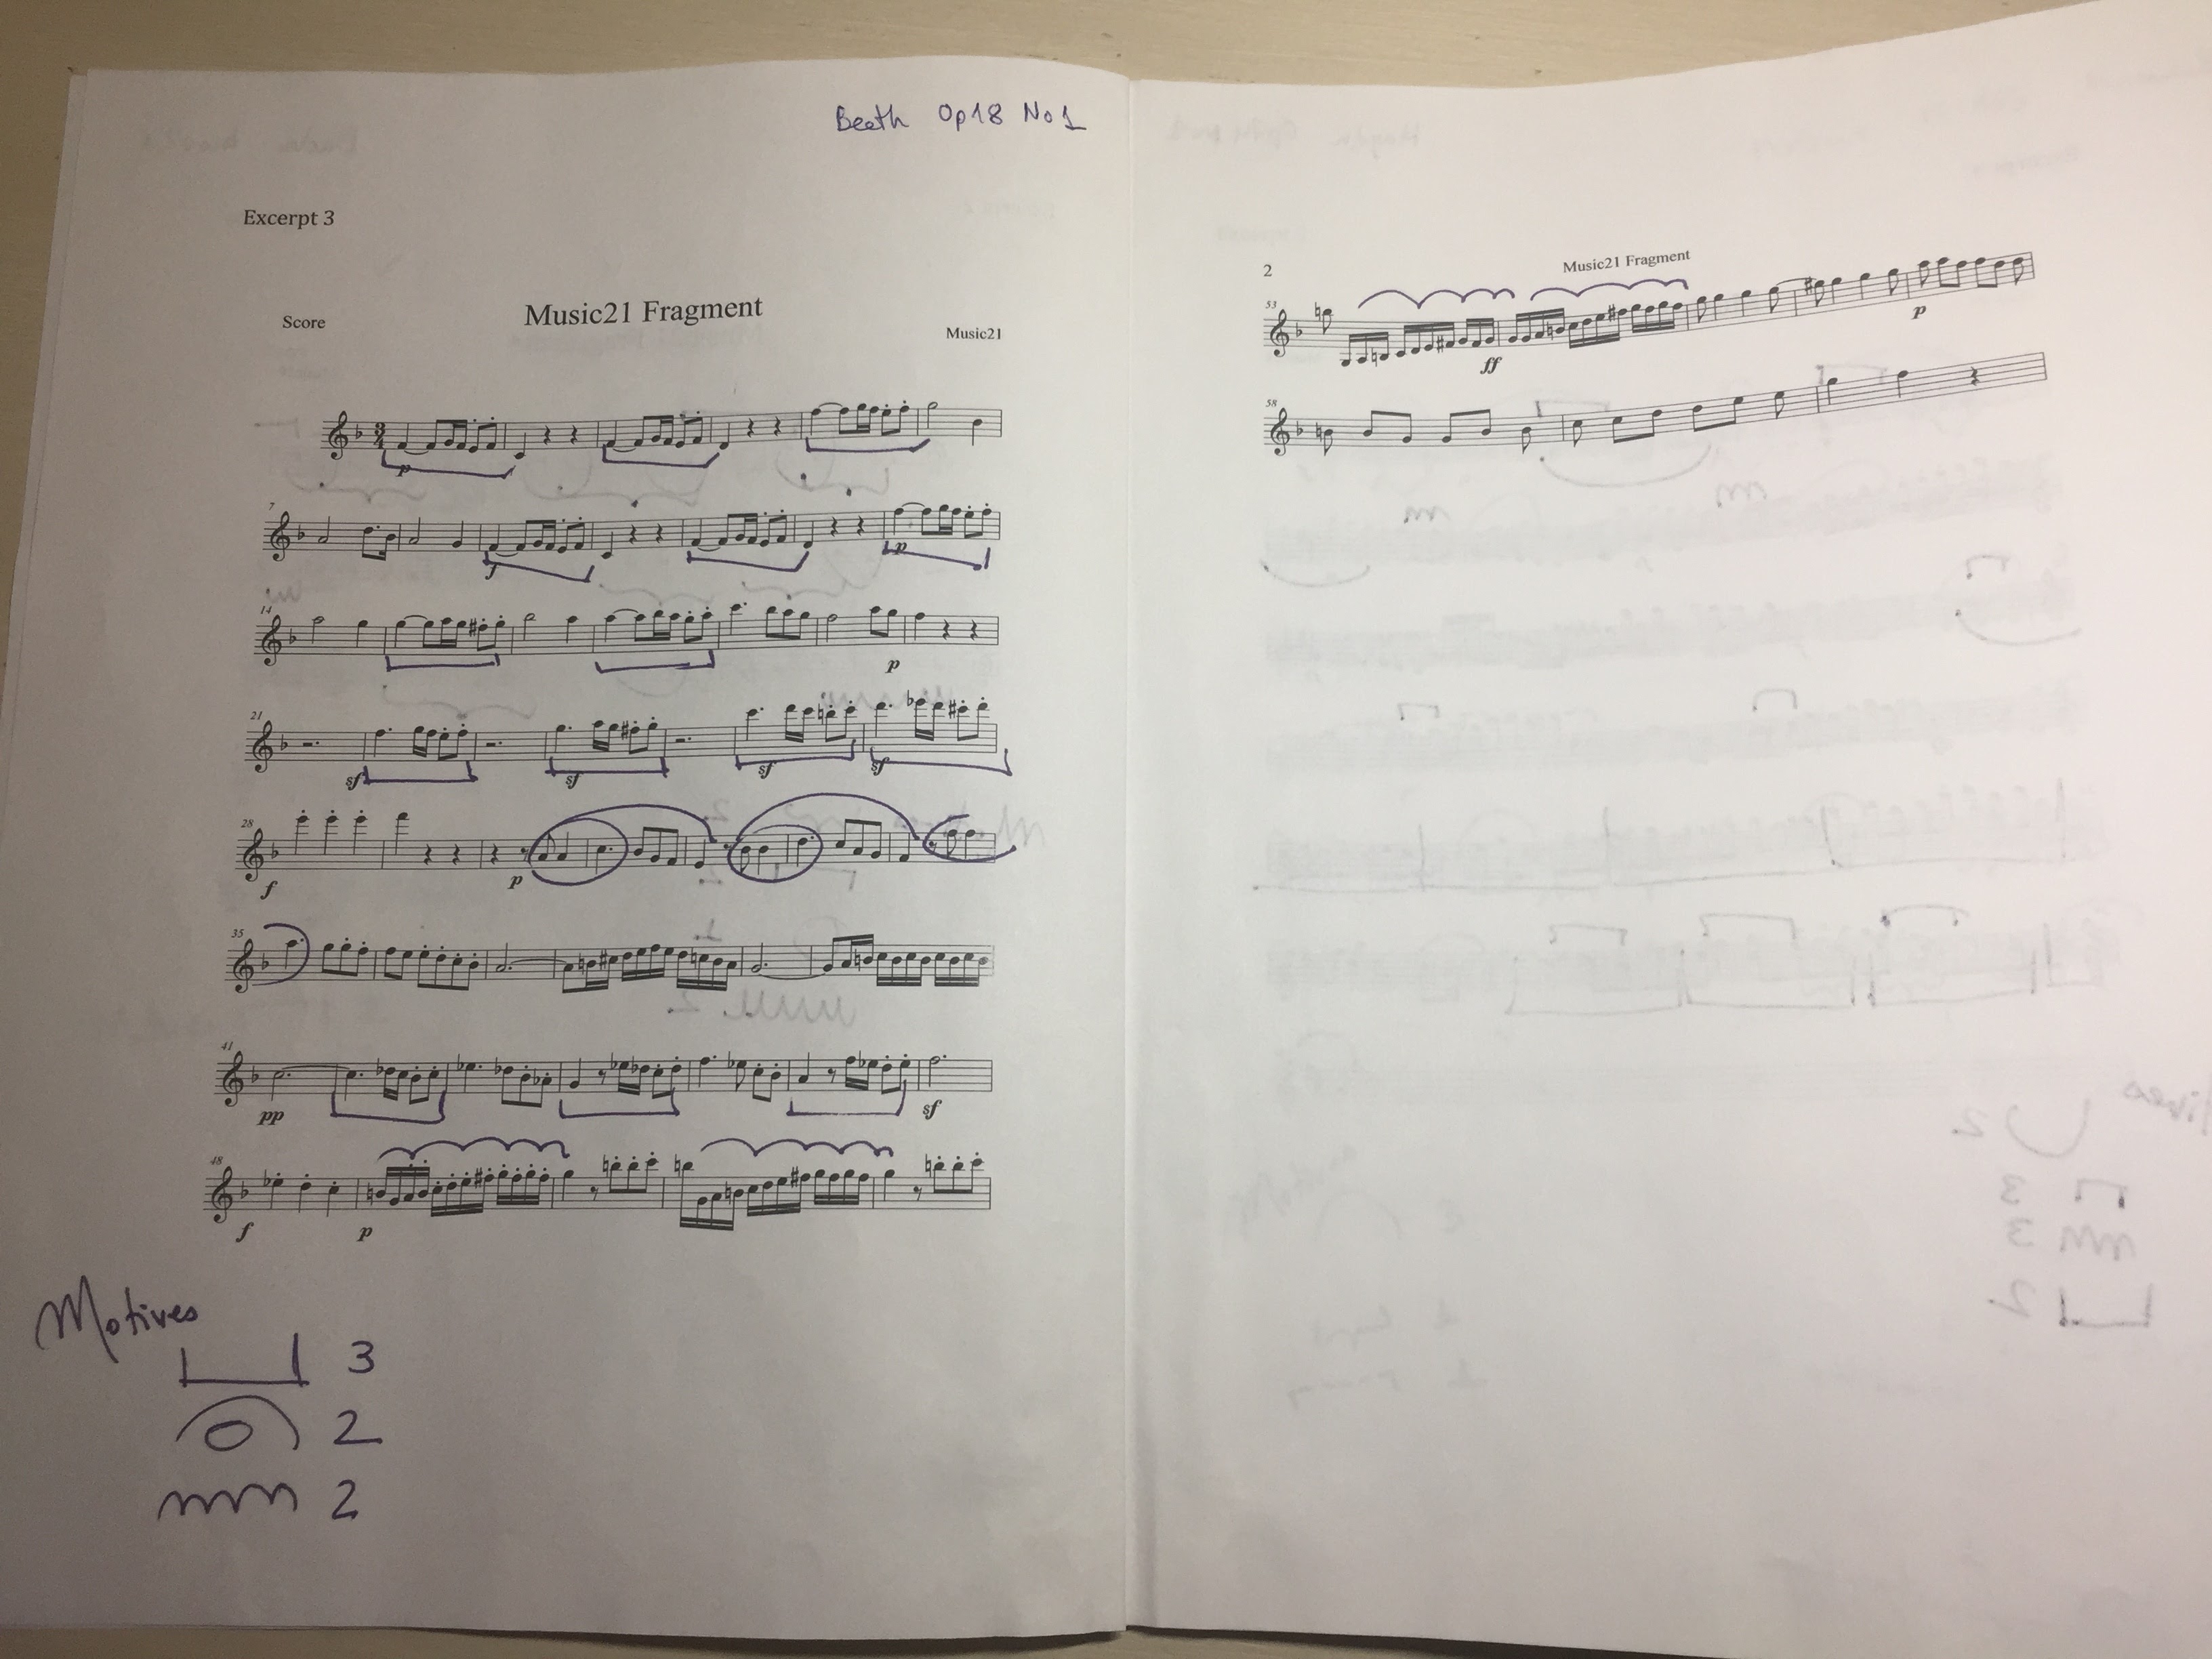 Beeth Op18 No1
Excerpt 3
Music21 Fragment
Score
Music21
3
4
p
7
f
p
14
p
21
sf
sf
sf
sf
28
f
p
35
41
pp
sf
48
f
p
Motives
3
2
2
2
Music21 Fragment
53
ff
p
58